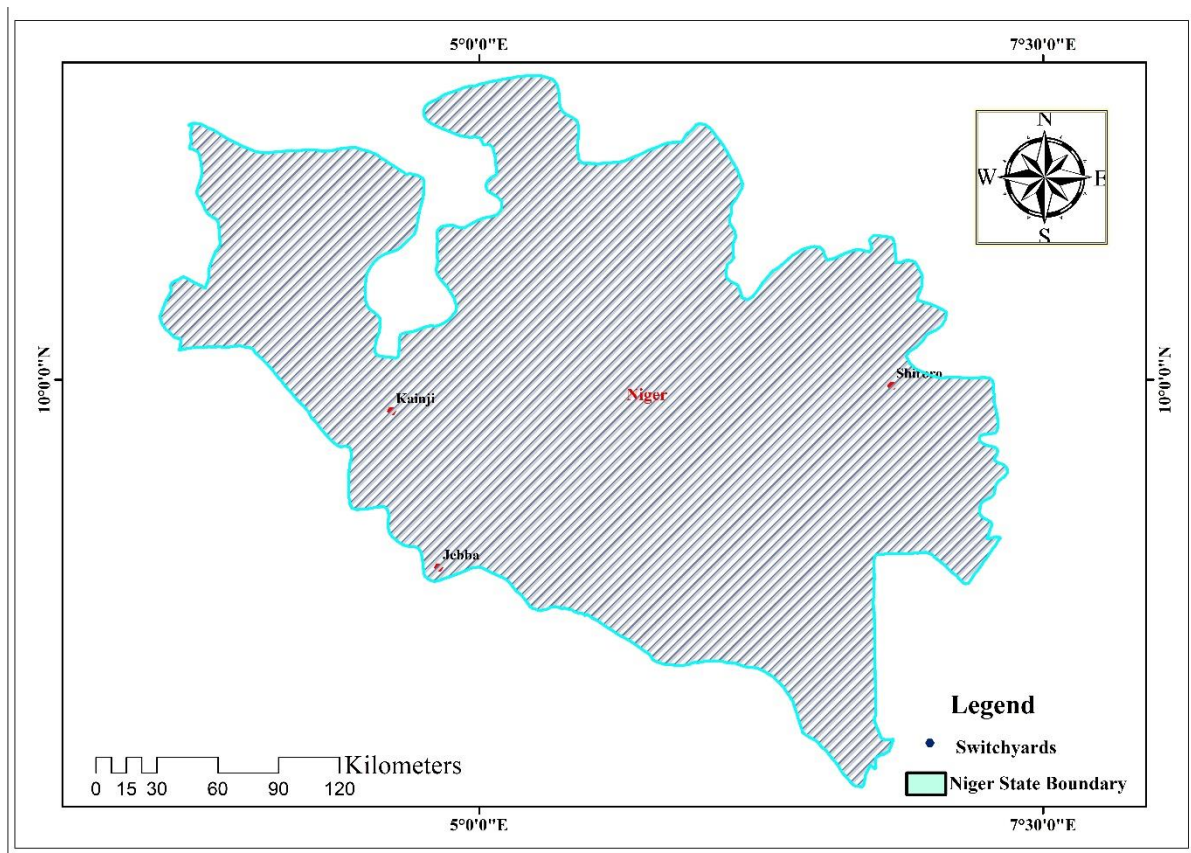 5°0'0"E
7°30'0"E
N
W
E
S
10°0'0"N
10°0'0"N
Shiroro
Kainji
Niger
Jebba
Legend
Switchyards
Niger State Boundary
Kilometers
0 15 30 60 90 120
5°0'0"E
7°30'0"E